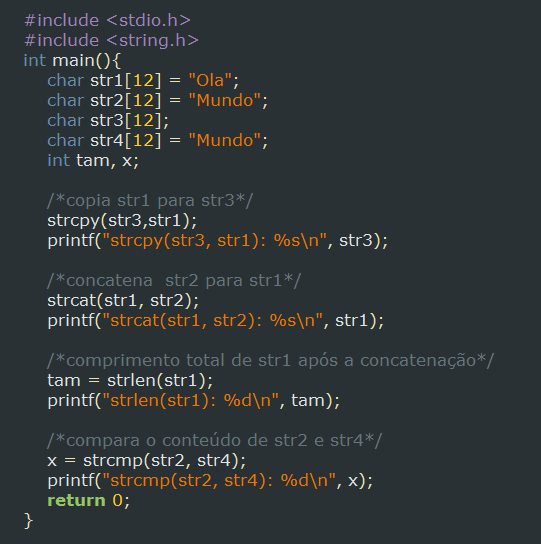 #include <stdio.h>
#include <string.h>
int main(){
char str1[12] = "Ola";
char str2[12] = "Mundo";
char str3[12];
char str4[12] = "Mundo";
int tam, x;
/*copia str1 para str3*/
strcpy(str3,str1);
printf("strcpy(str3, str1): %s\n", str3);
/*concatena  str2 para str1*/
strcat(str1, str2);
printf("strcat(str1, str2): %s\n", str1);
/*comprimento total de str1 após a concatenação*/
tam = strlen(str1);
printf("strlen(str1): %d\n", tam);
/*compara o conteúdo de str2 e str4*/
x = strcmp(str2, str4);
printf("strcmp(str2, str4): %d\n", x);
return 0;
}